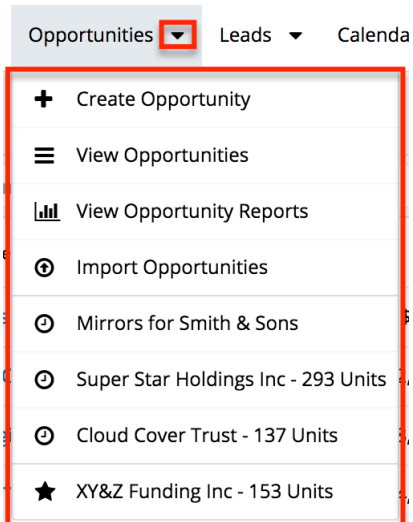 Opportunities Leads Calenda
Create Opportunity
View Opportunities
View Opportunity Reports
Import Opportunities
Mirrors for Smith & Sons
Super Star Holdings Inc - 293 Units
Cloud Cover Trust - 137 Units
XY&Z Funding Inc - 153 Units